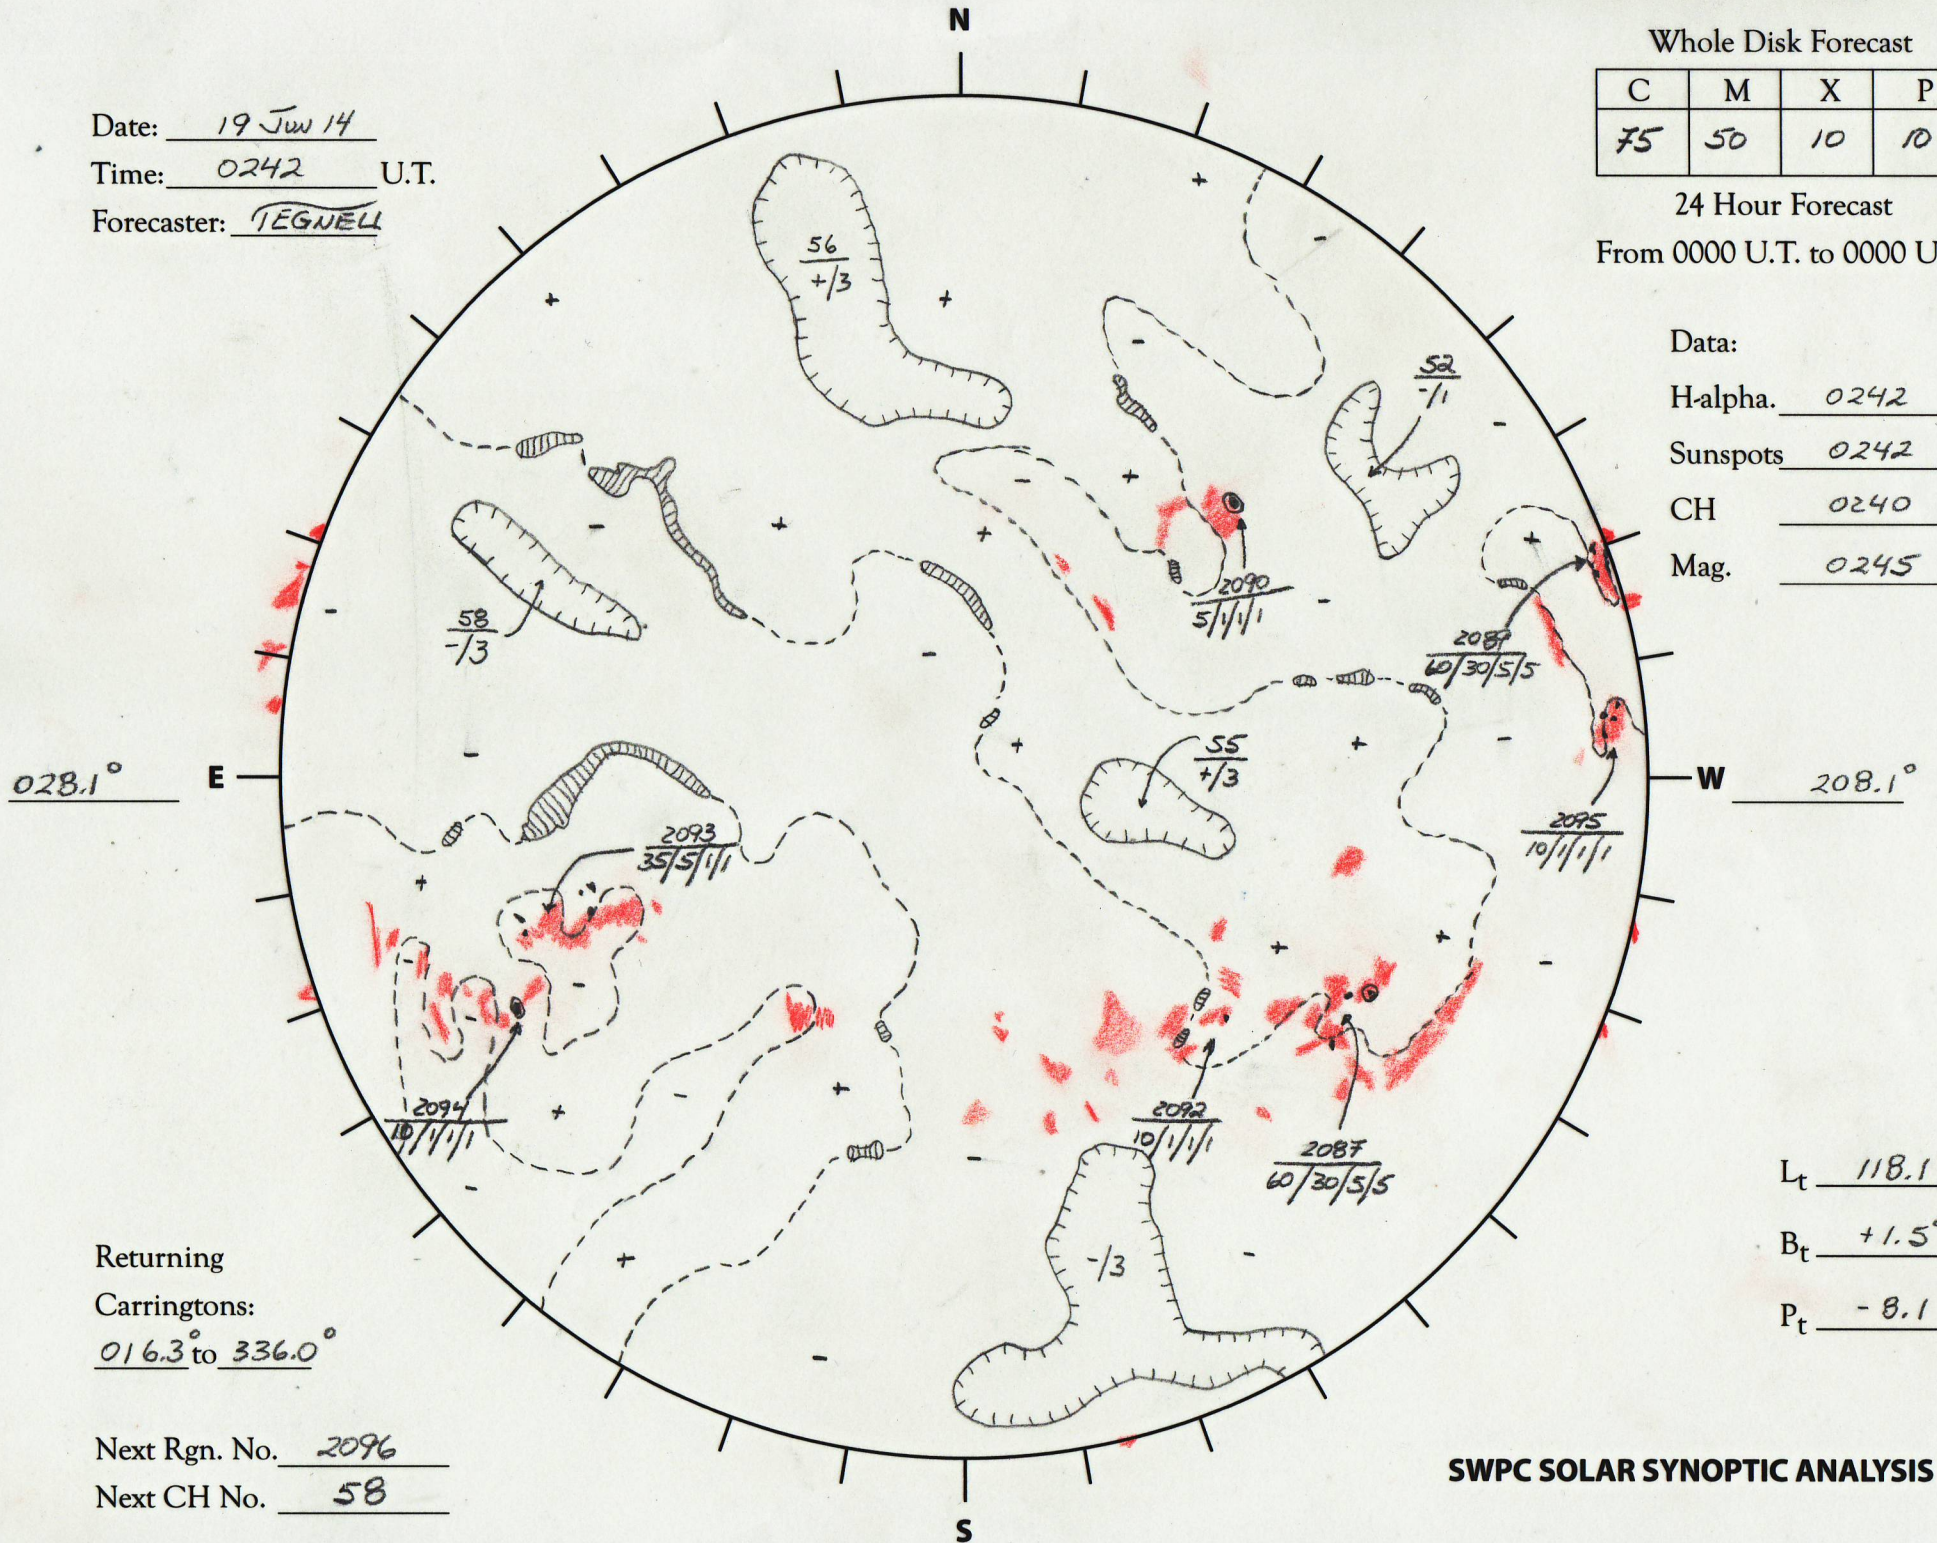 N
Whole Disk Forecast
C M X P
75 50 10 10
24 Hour Forecast
From 0000 U.T. to 0000 U
Date: 19 Jun 14
Time: 0242 U.T.
Forecaster: TEGNELL
Data:
H-alpha. 0242
Sunspots 0242
CH 0240
Mag. 0245
56
+/3
52
-/1
58
-/3
2090
5/1/1/1
2089
60/30/5/5
55
+/3
028.1° E
W 208.1°
2093
35/5/1/1
2095
10/1/1/1
2094
10/1/1/1
2092
10/1/1/1
2087
60/30/5/5
-/3
Lt 118.1
Bt +1.5°
Pt -8.1
Returning
Carringtons:
016.3° to 336.0°
Next Rgn. No. 2096
Next CH No. 58
SWPC SOLAR SYNOPTIC ANALYSIS
S